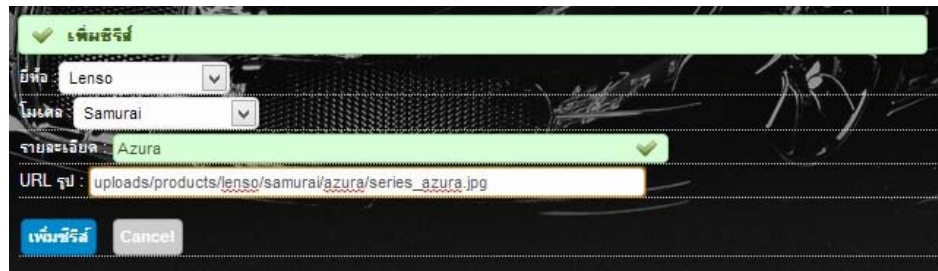 เพิ่มซีรีส์
ยี่ห้อ : Lenso
โมเดล : Samurai
รายละเอียด : Azura
URL รูป : uploads/products/lenso/samurai/azura/series_azura.jpg
เพิ่มซีรีส์ Cancel